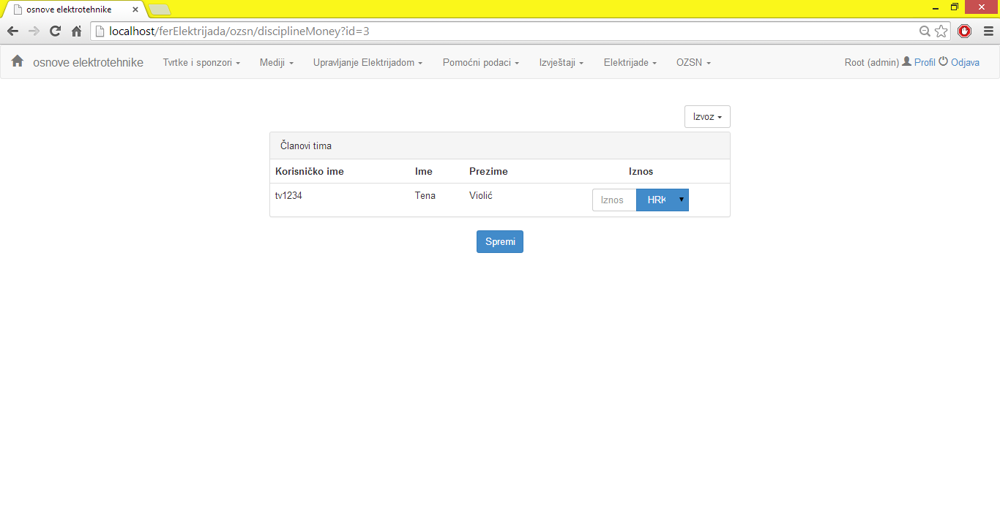 osnove elektrotehnike
localhost/ferElektrijada/ozsn/disciplineMoney?id=3
osnove elektrotehnike Tvrtke i sponzori Mediji Upravljanje Elektrijadom Pomoćni podaci Izvještaji Elektrijade OZSN Root (admin) Profil Odjava
Izvoz
Članovi tima
Korisničko ime Ime Prezime Iznos
tv1234 Tena Violić Iznos HRK
Spremi